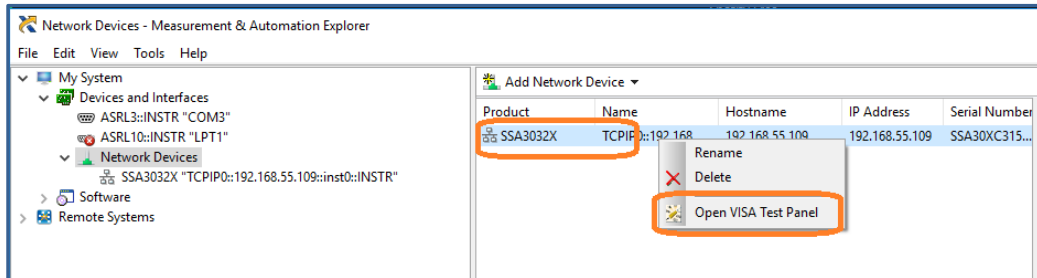 Network Devices - Measurement & Automation Explorer
File Edit View Tools Help
My System
Devices and Interfaces
ASRL3::INSTR "COM3"
ASRL10::INSTR "LPT1"
Network Devices
SSA3032X "TCPIP0::192.168.55.109::inst0::INSTR"
Software
Remote Systems
Add Network Device
Product Name Hostname IP Address Serial Number
SSA3032X TCPIP0::192.168 192.168.55.109 192.168.55.109 SSA30XC315...
Rename
Delete
Open VISA Test Panel